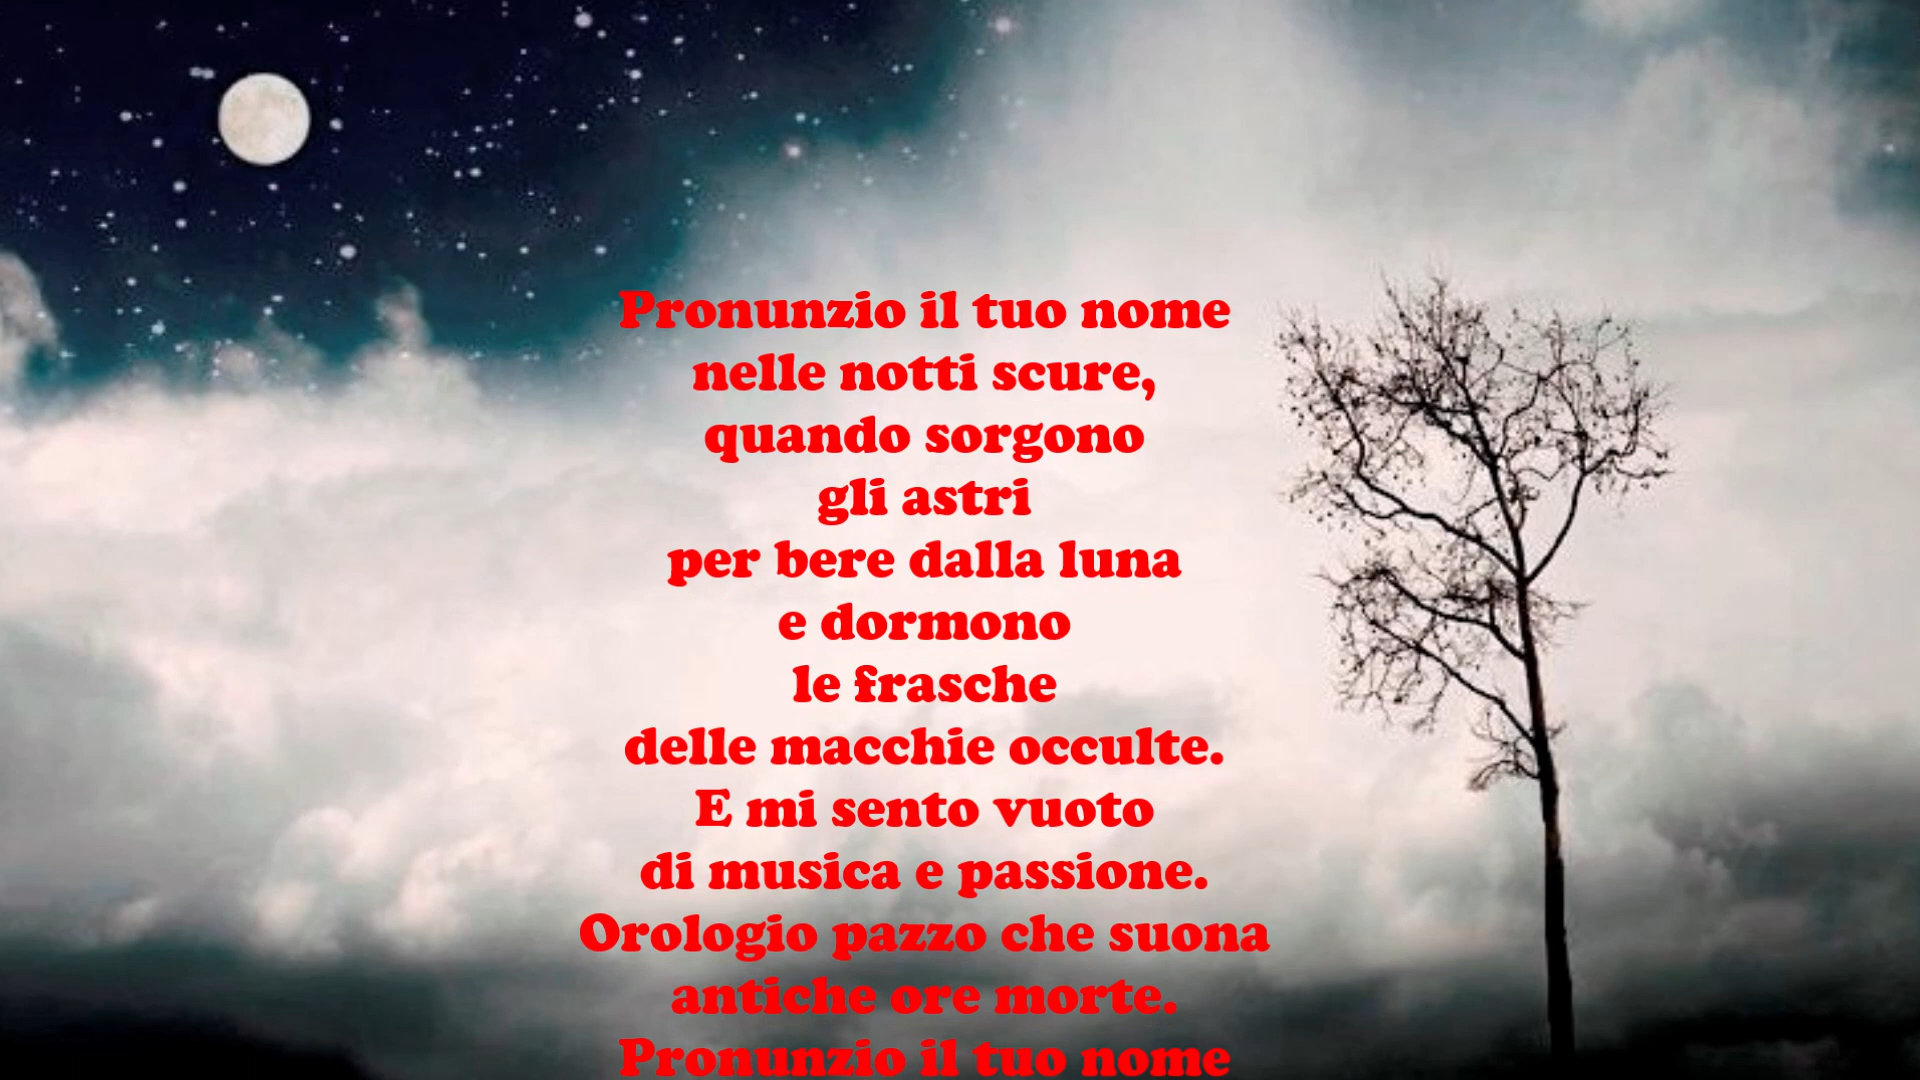 Pronunzio il tuo nome
nelle notti scure,
quando sorgono
gli astri
per bere dalla luna
e dormono
le frasche
delle macchie occulte.
E mi sento vuoto
di musica e passione.
Orologio pazzo che suona
antiche ore morte.
Pronunzio il tuo nome